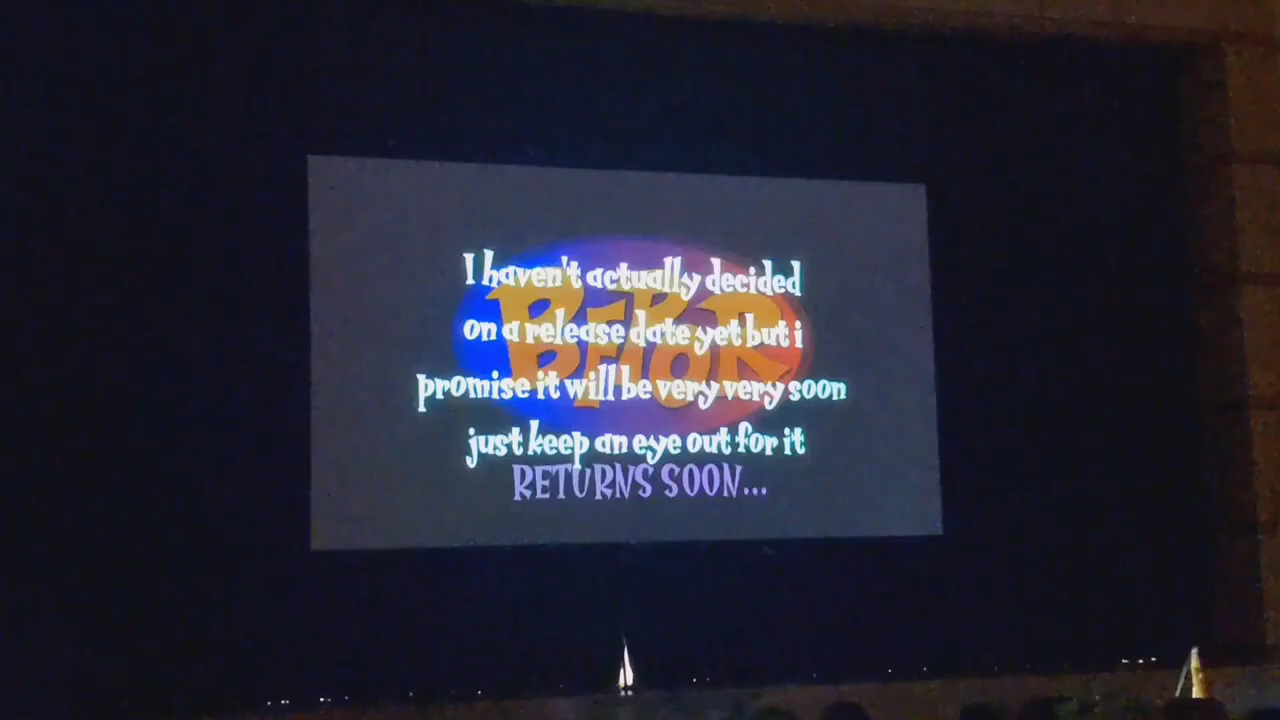 I haven't actually decided
on a release date yet but i
promise it will be very very soon
just keep an eye out for it
RETURNS SOON...